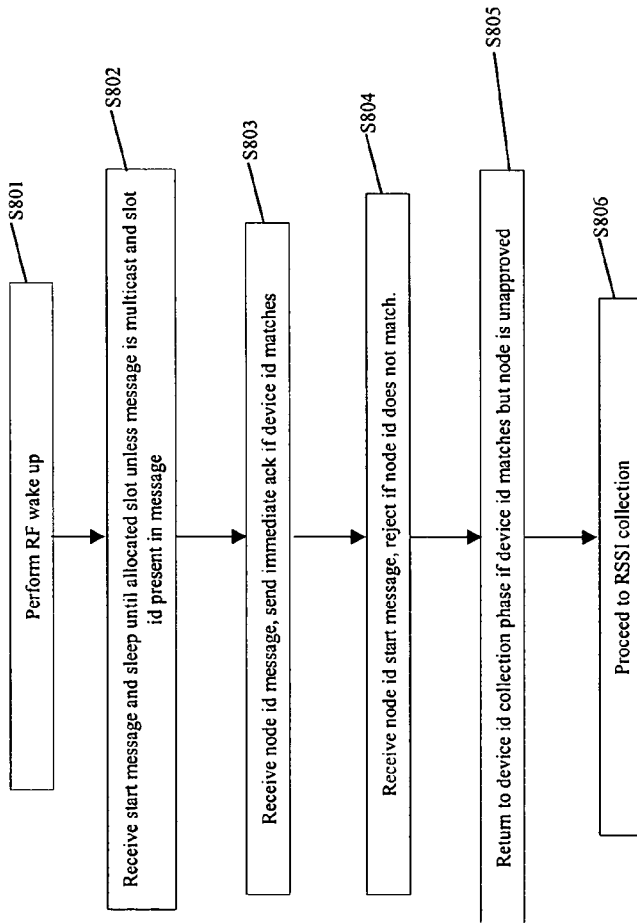 S801
Perform RF wake up
S802
Receive start message and sleep until allocated slot unless message is multicast and slot
id present in message
S803
Receive node id message, send immediate ack if device id matches
S804
Receive node id start message, reject if node id does not match.
S805
Return to device id collection phase if device id matches but node is unapproved
S806
Proceed to RSSI collection